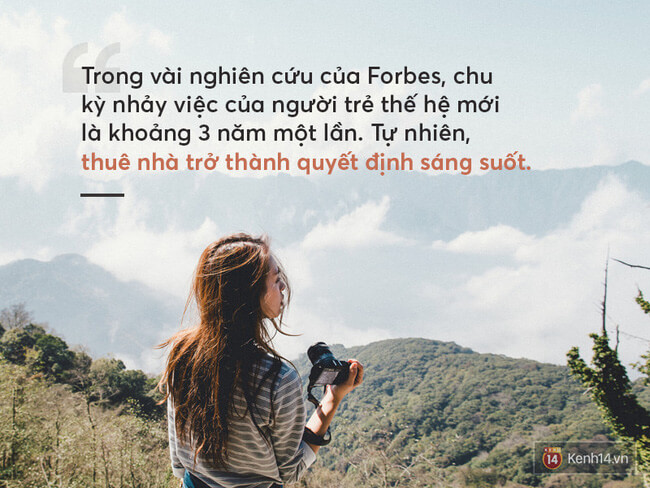 Trong vài nghiên cứu của Forbes, chu
kỳ nhảy việc của người trẻ thế hệ mới
là khoảng 3 năm một lần. Tự nhiên,
thuê nhà trở thành quyết định sáng suốt.
14 Kenh14.vn